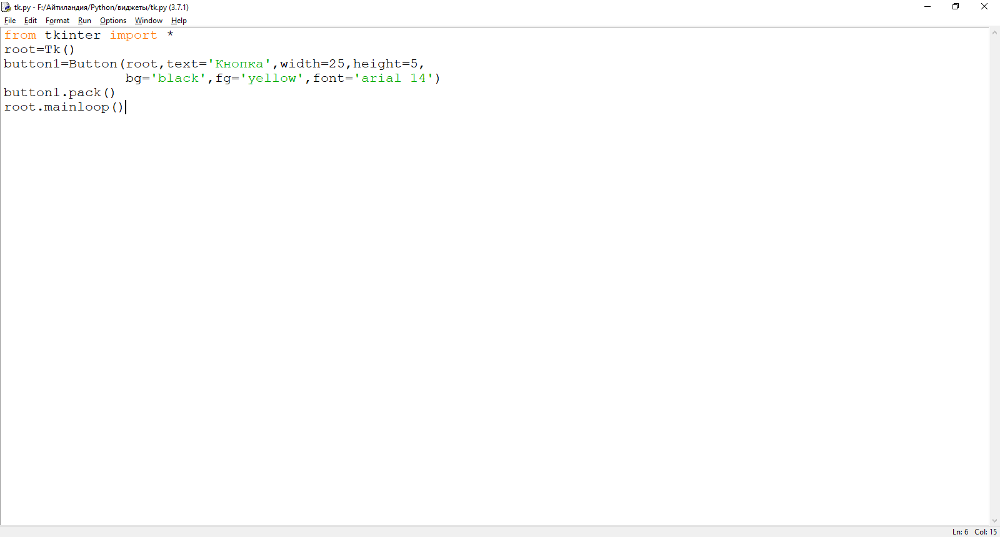 tk.py - F:/Айтиландия/Python/виджеты/tk.py (3.7.1)
File Edit Format Run Options Window Help
from tkinter import *
root=Tk()
button1=Button(root,text='Кнопка',width=25,height=5,
               bg='black',fg='yellow',font='arial 14')
button1.pack()
root.mainloop()
Ln: 6 Col: 15